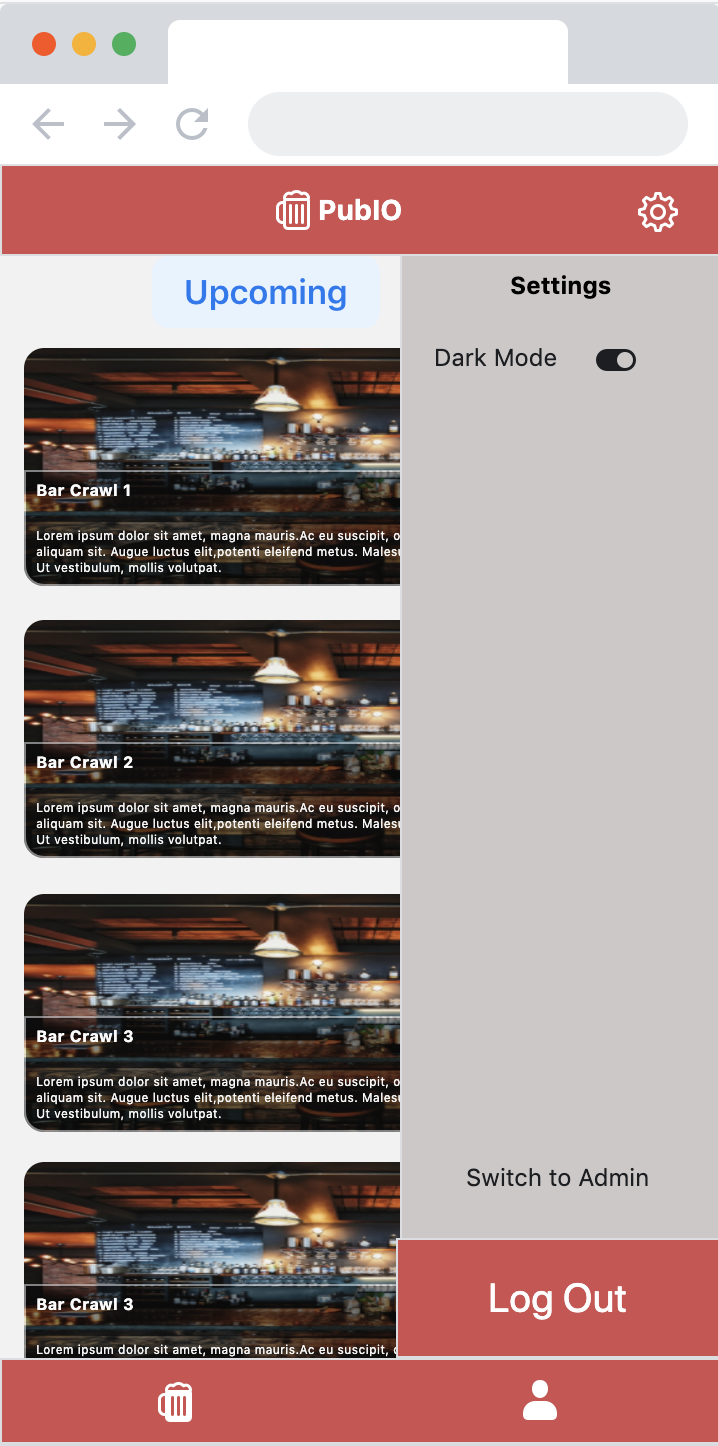 PubIO
Upcoming
Settings
Dark Mode
Bar Crawl 1
Lorem ipsum dolor sit amet, magna mauris.Ac eu suscipit, o
aliquam sit. Augue luctus elit,potenti eleifend metus. Malesu
Ut vestibulum, mollis volutpat.
Bar Crawl 2
Lorem ipsum dolor sit amet, magna mauris.Ac eu suscipit, o
aliquam sit. Augue luctus elit,potenti eleifend metus. Malesu
Ut vestibulum, mollis volutpat.
Bar Crawl 3
Lorem ipsum dolor sit amet, magna mauris.Ac eu suscipit, o
aliquam sit. Augue luctus elit,potenti eleifend metus. Malesu
Ut vestibulum, mollis volutpat.
Bar Crawl 3
Lorem ipsum dolor sit amet, magna mauris.Ac eu suscipit,
Switch to Admin
Log Out